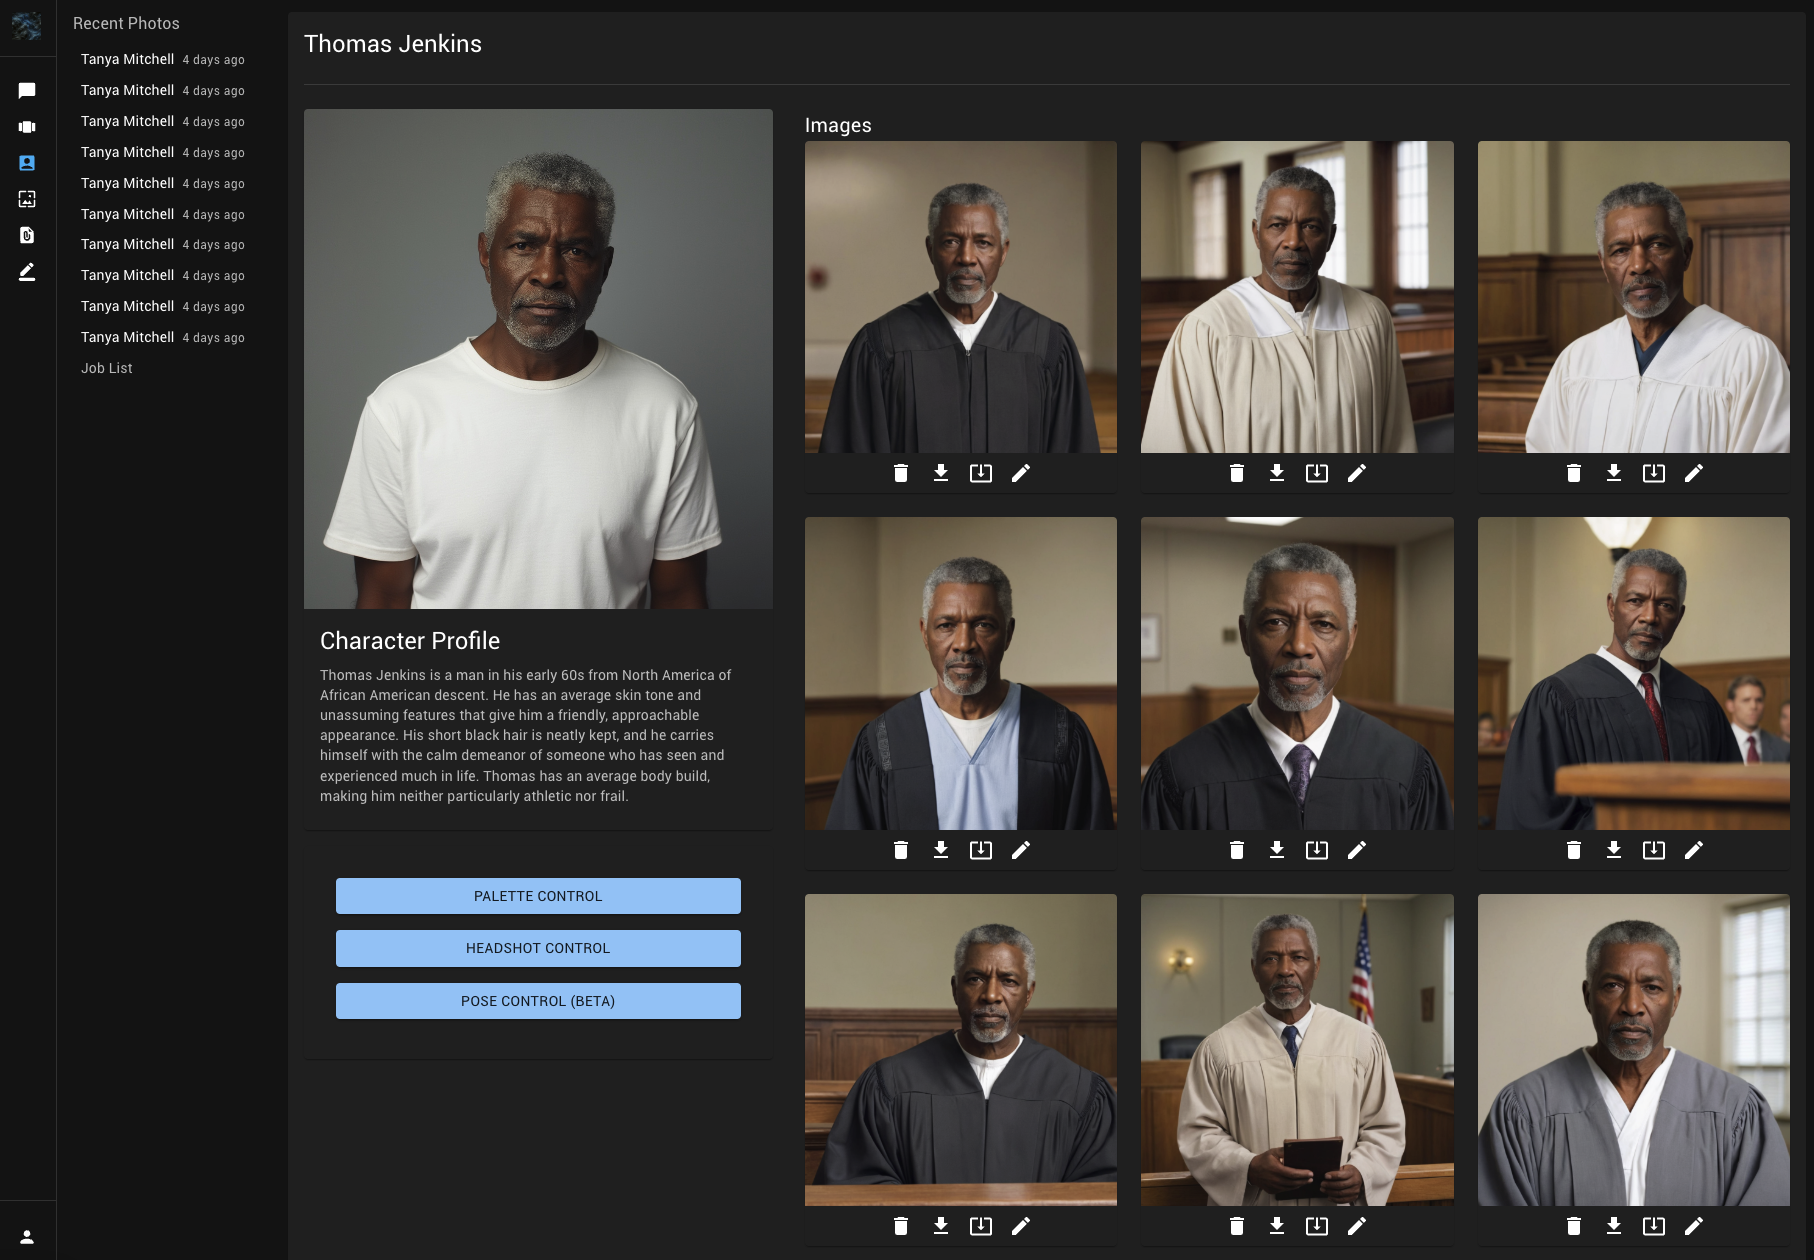 Recent Photos
Tanya Mitchell 4 days ago
Tanya Mitchell 4 days ago
Tanya Mitchell 4 days ago
Tanya Mitchell 4 days ago
Tanya Mitchell 4 days ago
Tanya Mitchell 4 days ago
Tanya Mitchell 4 days ago
Tanya Mitchell 4 days ago
Tanya Mitchell 4 days ago
Tanya Mitchell 4 days ago
Job List
Thomas Jenkins
Character Profile
Thomas Jenkins is a man in his early 60s from North America of
African American descent. He has an average skin tone and
unassuming features that give him a friendly, approachable
appearance. His short black hair is neatly kept, and he carries
himself with the calm demeanor of someone who has seen and
experienced much in life. Thomas has an average body build,
making him neither particularly athletic nor frail.
PALETTE CONTROL
HEADSHOT CONTROL
POSE CONTROL (BETA)
Images